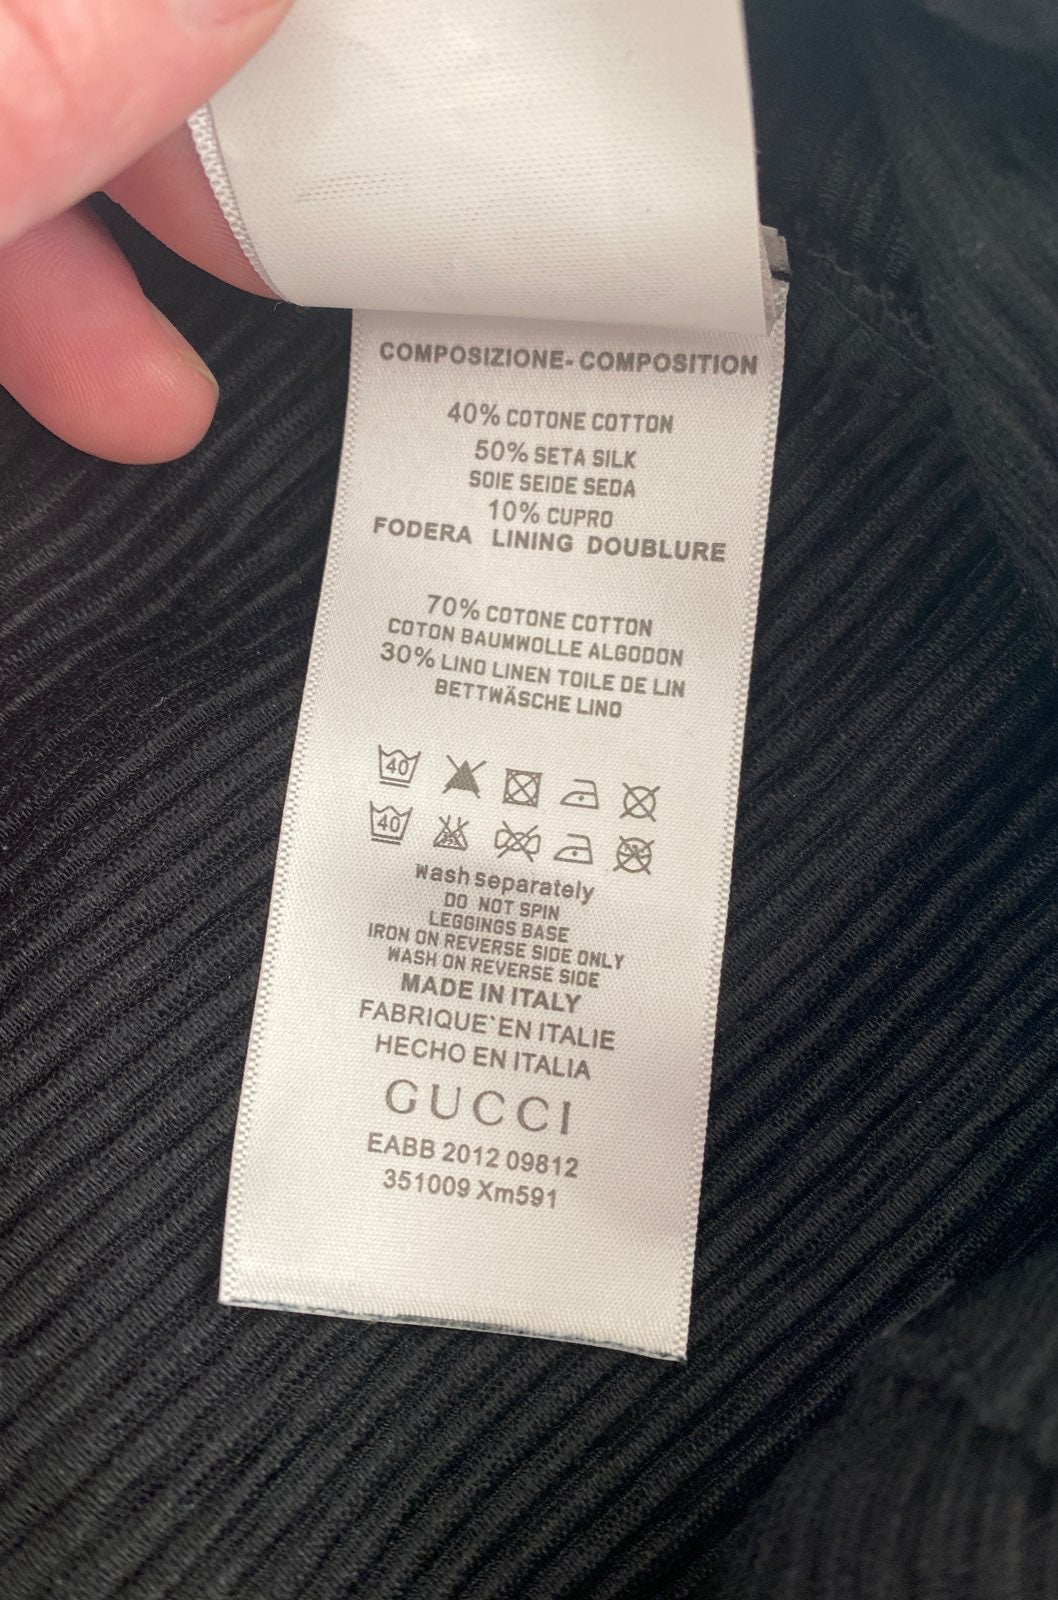 COMPOSIZIONE-COMPOSITION
40% COTONE COTTON
50% SETA SILK
SOIE SEIDE SEDA
10% CUPRO
FODERA LINING DOUBLURE
70% COTONE COTTON
COTON BAUMWOLLE ALGODON
30% LINO LINEN TOILE DE LIN
BETTWÄSCHE LINO
40
40
Wash separately
DO NOT SPIN
LEGGINGS BASE
IRON ON REVERSE SIDE ONLY
WASH ON REVERSE SIDE
MADE IN ITALY
FABRIQUE`EN ITALIE
HECHO EN ITALIA
GUCCI
EABB 2012 09812
351009 Xm591